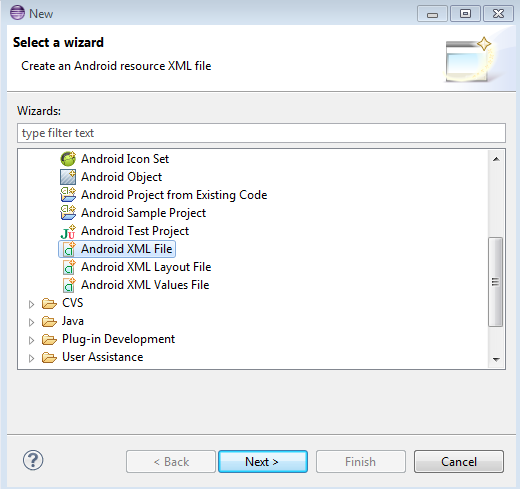 New
Select a wizard
Create an Android resource XML file
Wizards:
type filter text
Android Icon Set
Android Object
Android Project from Existing Code
Android Sample Project
Android Test Project
Android XML File
Android XML Layout File
Android XML Values File
CVS
Java
Plug-in Development
User Assistance
? < Back Next > Finish Cancel